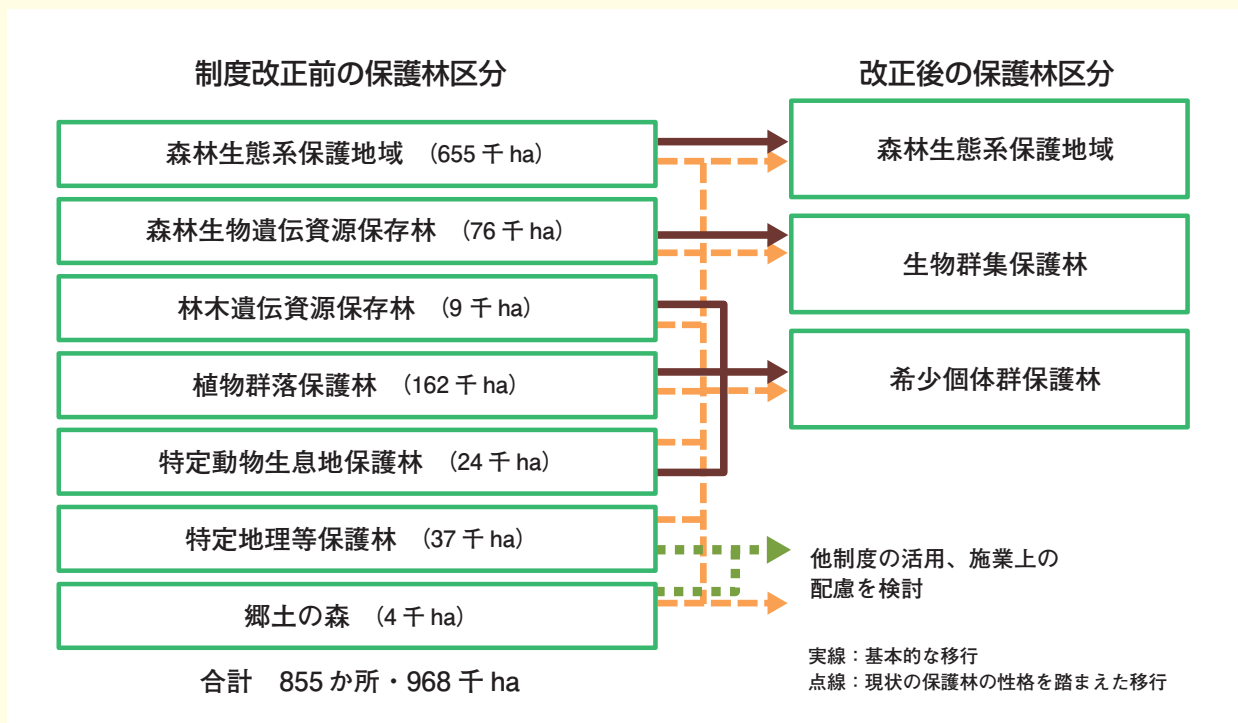 制度改正前の保護林区分
森林生態系保護地域 (655 千 ha)
森林生物遺伝資源保存林 (76 千 ha)
林木遺伝資源保存林 (9 千 ha)
植物群落保護林 (162 千 ha)
特定動物生息地保護林 (24 千 ha)
特定地理等保護林 (37 千 ha)
郷土の森 (4 千 ha)
合計 855 か所・968 千 ha
改正後の保護林区分
森林生態系保護地域
生物群集保護林
希少個体群保護林
他制度の活用、施業上の
配慮を検討
実線：基本的な移行
点線：現状の保護林の性格を踏まえた移行